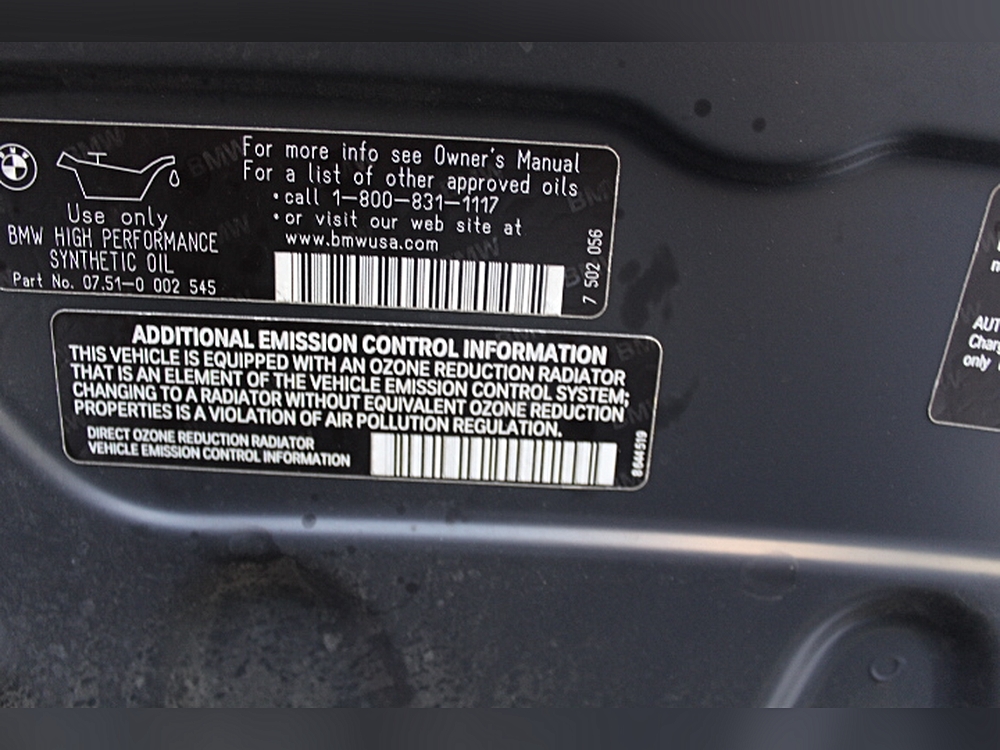 For more info see Owner's Manual
For a list of other approved oils
• call 1-800-831-1117
• or visit our web site at
www.bmwusa.com
Use only
BMW HIGH PERFORMANCE
SYNTHETIC OIL
Part No. 07.51-0 002 545
7 502 056
ADDITIONAL EMISSION CONTROL INFORMATION
THIS VEHICLE IS EQUIPPED WITH AN OZONE REDUCTION RADIATOR
THAT IS AN ELEMENT OF THE VEHICLE EMISSION CONTROL SYSTEM;
CHANGING TO A RADIATOR WITHOUT EQUIVALENT OZONE REDUCTION
PROPERTIES IS A VIOLATION OF AIR POLLUTION REGULATION.
DIRECT OZONE REDUCTION RADIATOR
VEHICLE EMISSION CONTROL INFORMATION
8644519
AUT
Charg
only